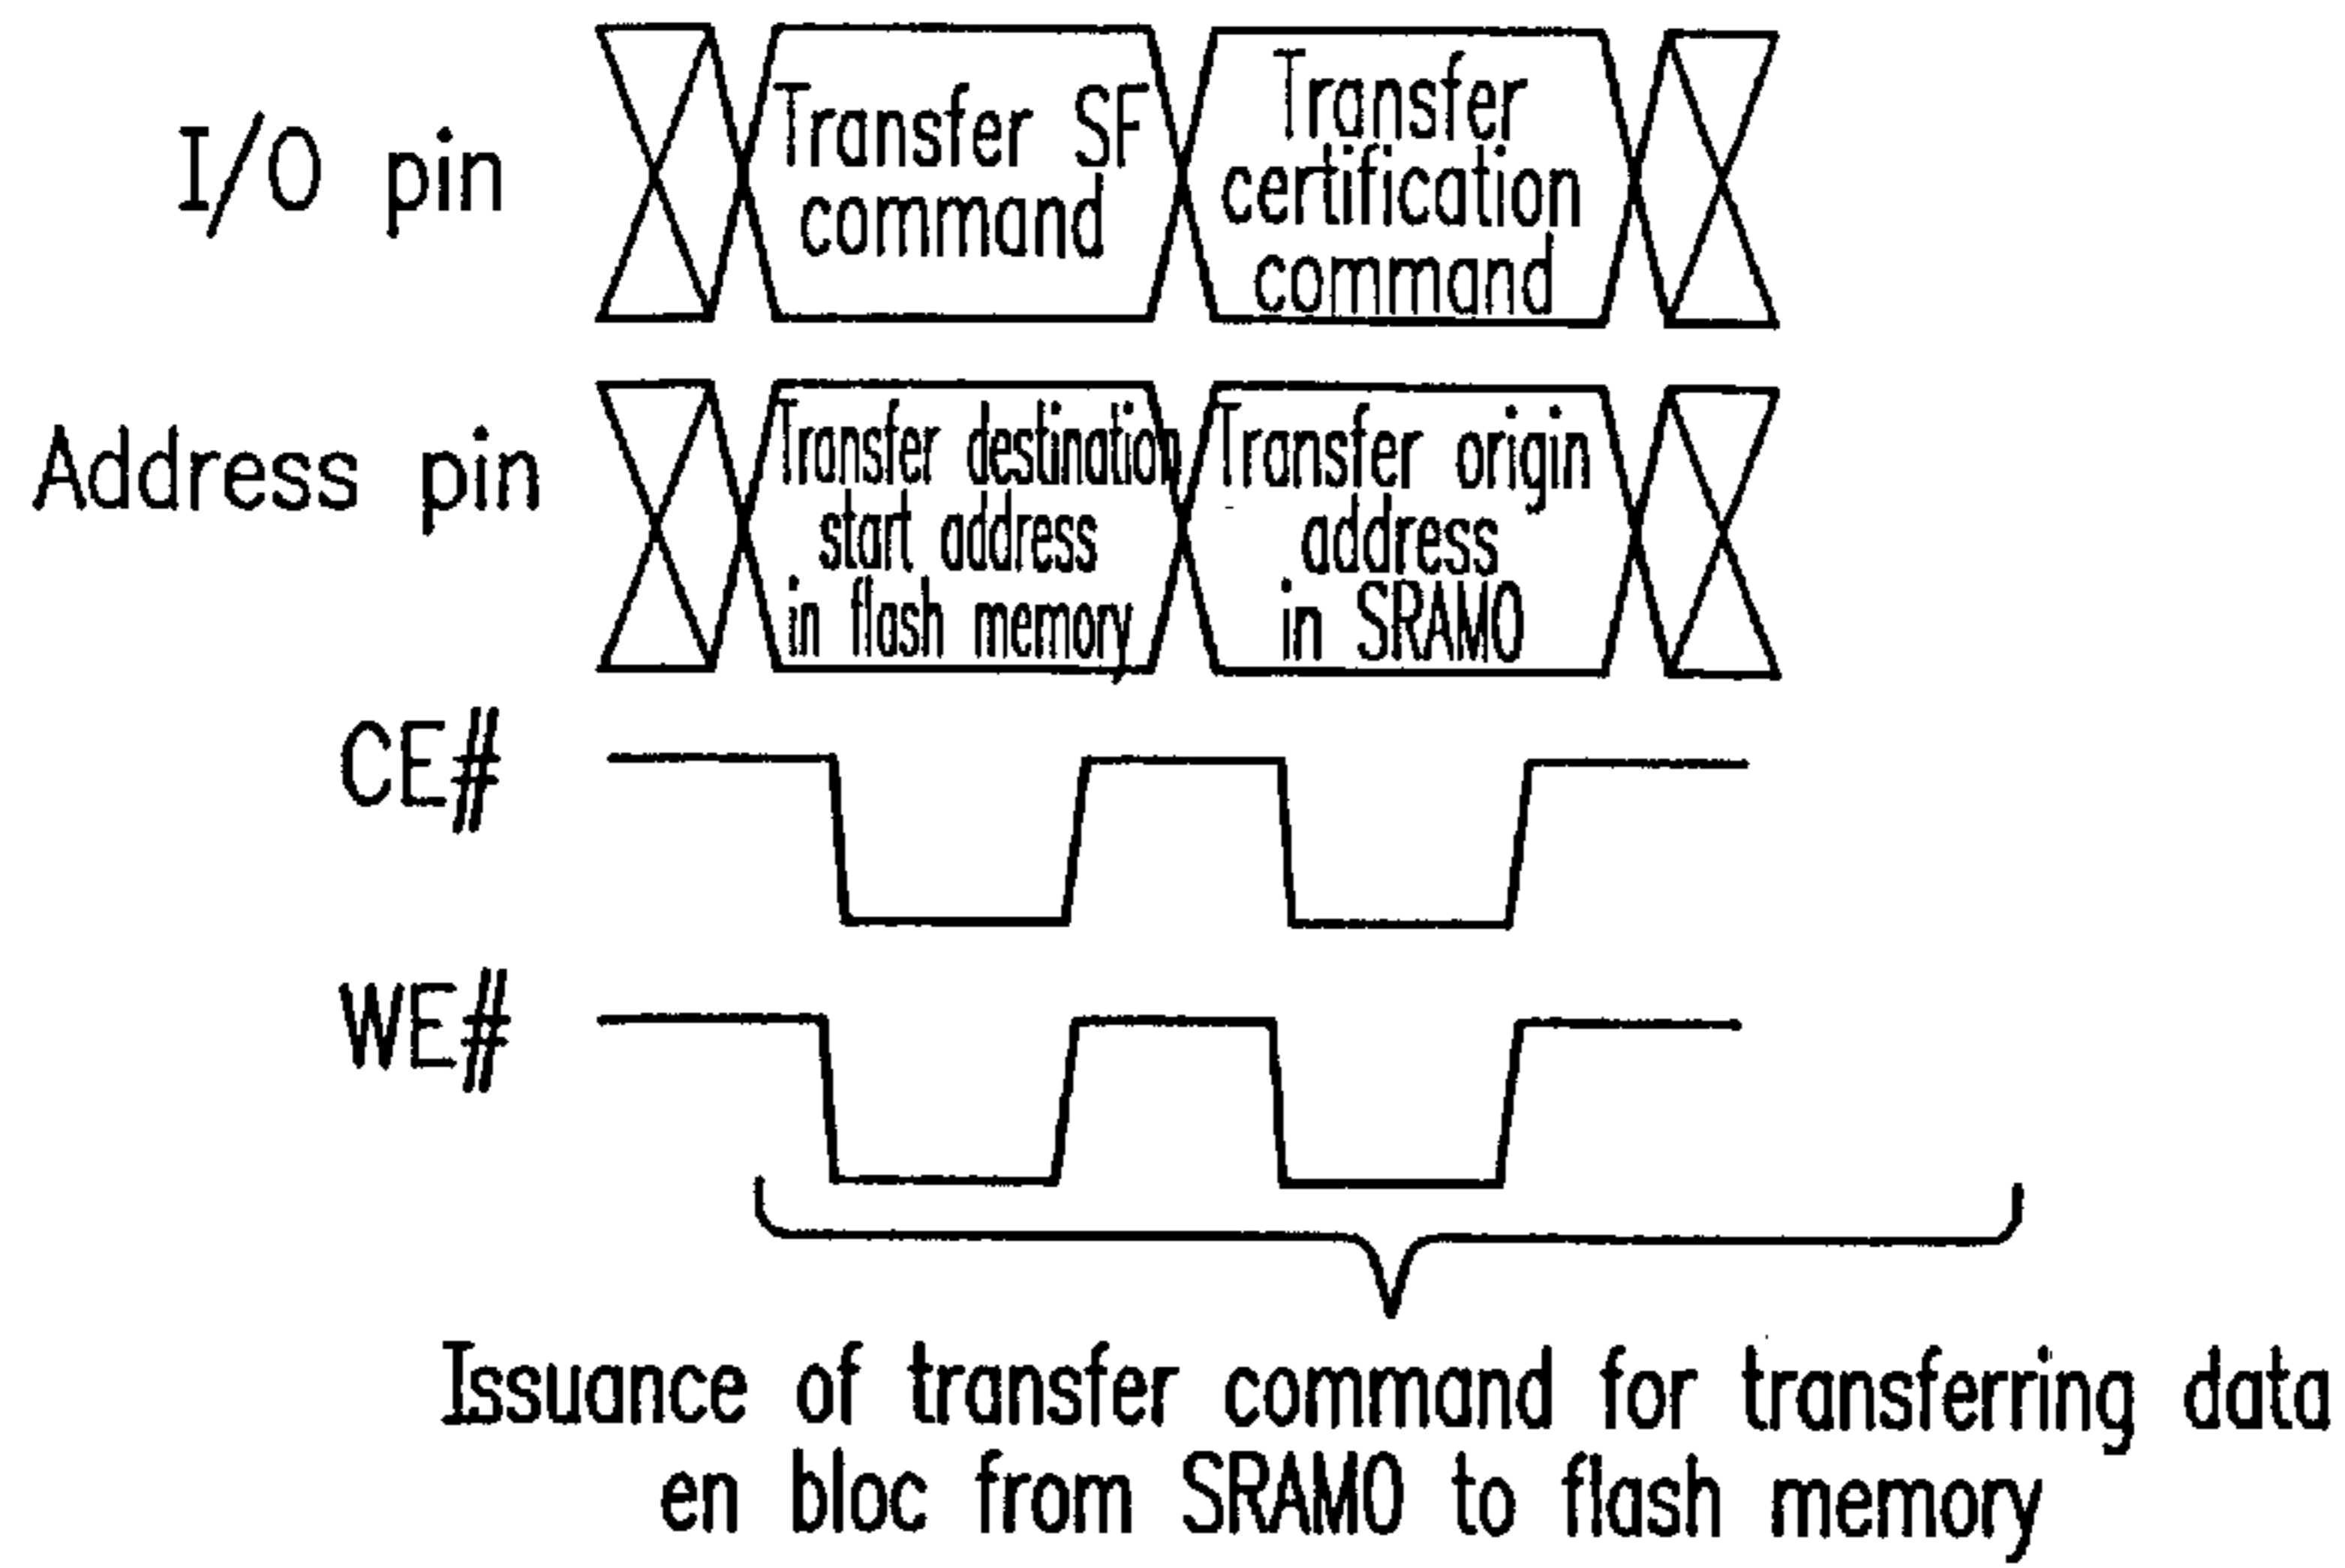 I/O pin
Transfer SF
command
Transfer
certification
command
Address pin
Transfer destination
start address
in flash memory
Transfer origin
address
in SRAM0
CE#
WE#
Issuance of transfer command for transferring data
en bloc from SRAM0 to flash memory